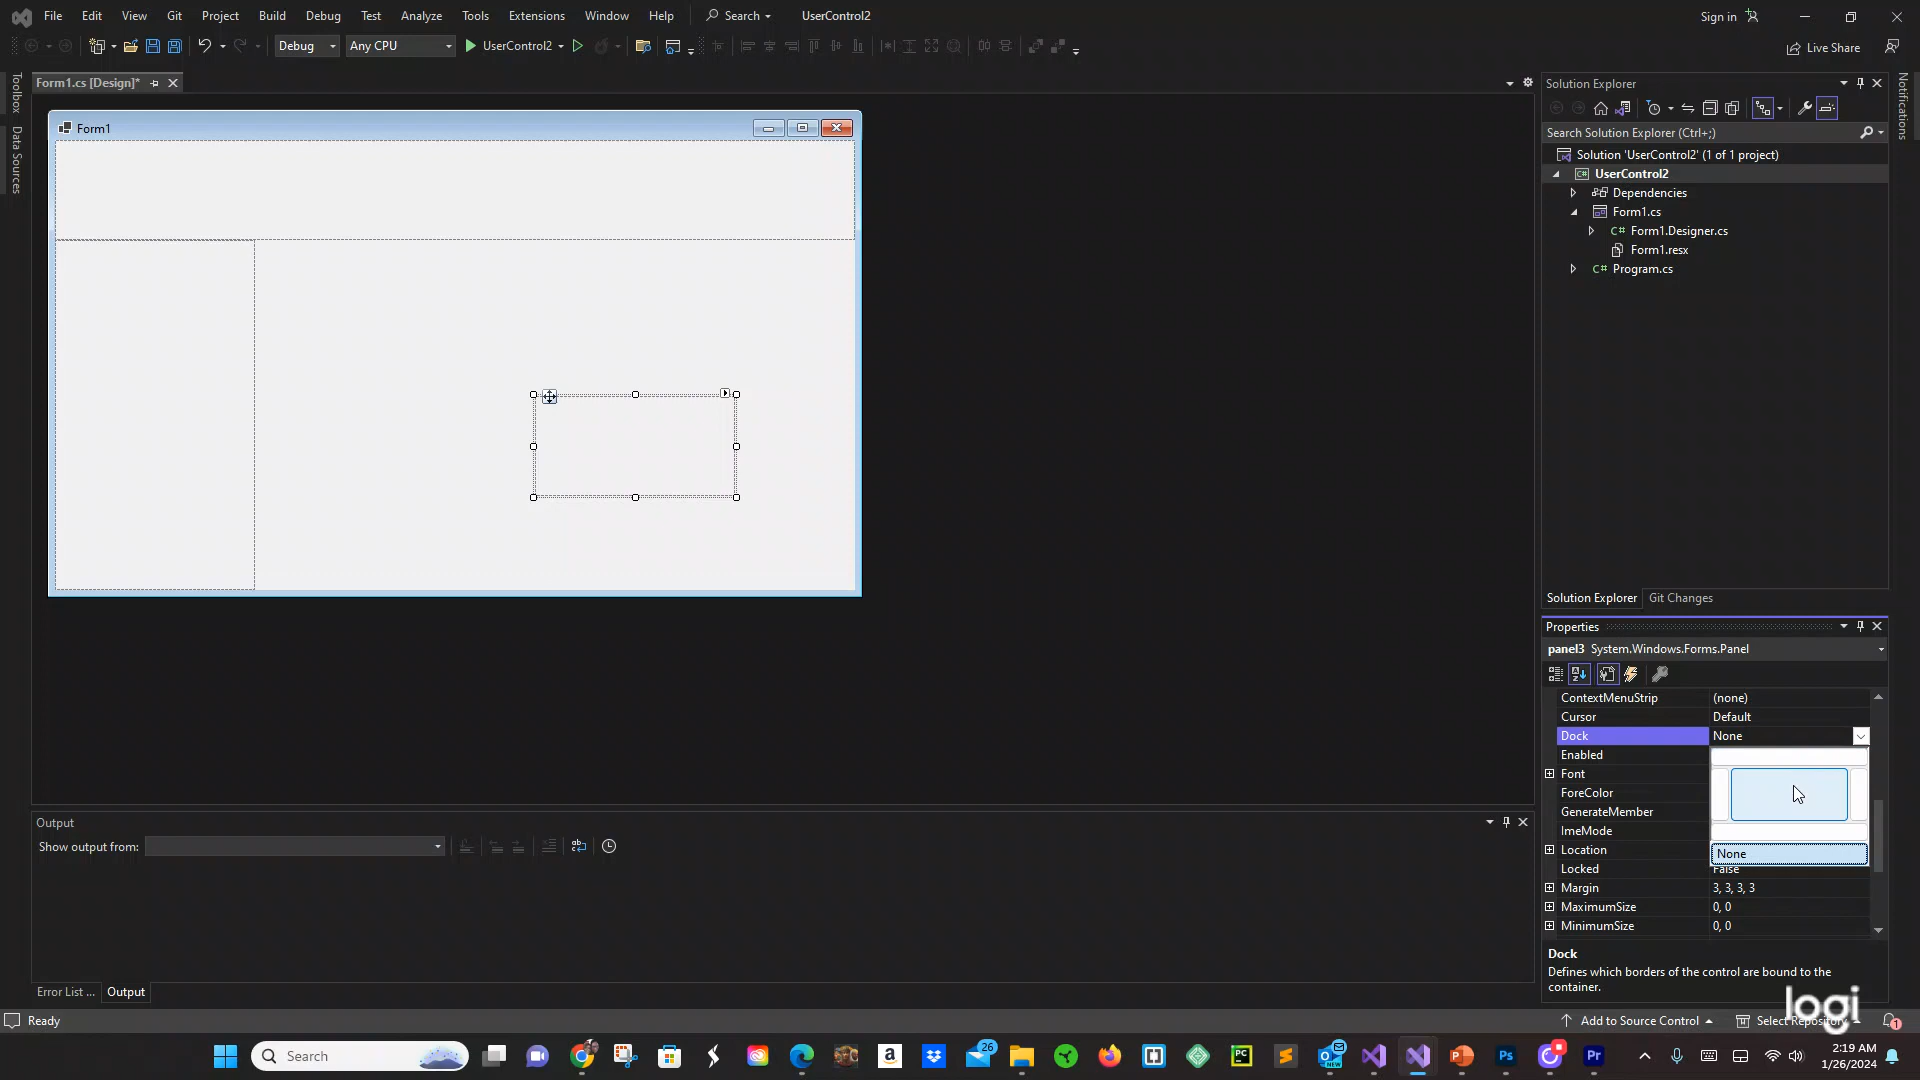 File Edit View Git Project Build Debug Test Analyze Tools Extensions Window Help Search UserControl2 Sign in
Debug Any CPU UserControl2 Live Share
Toolbox
Data Sources
Form1.cs [Design]*
Form1
Solution Explorer
Search Solution Explorer (Ctrl+;)
Solution 'UserControl2' (1 of 1 project)
UserControl2
Dependencies
Form1.cs
C# Form1.Designer.cs
Form1.resx
C# Program.cs
Notifications
Solution Explorer Git Changes
Properties
panel3 System.Windows.Forms.Panel
ContextMenuStrip (none)
Cursor Default
Dock None
Enabled
Font
ForeColor
GenerateMember
ImeMode
Location None
Locked False
Margin 3, 3, 3, 3
MaximumSize 0, 0
MinimumSize 0, 0
Dock
Defines which borders of the control are bound to the
container.
Output
Show output from:
Error List ... Output
logi
Ready Add to Source Control Select Repository 1
Search 26 2:19 AM
1/26/2024